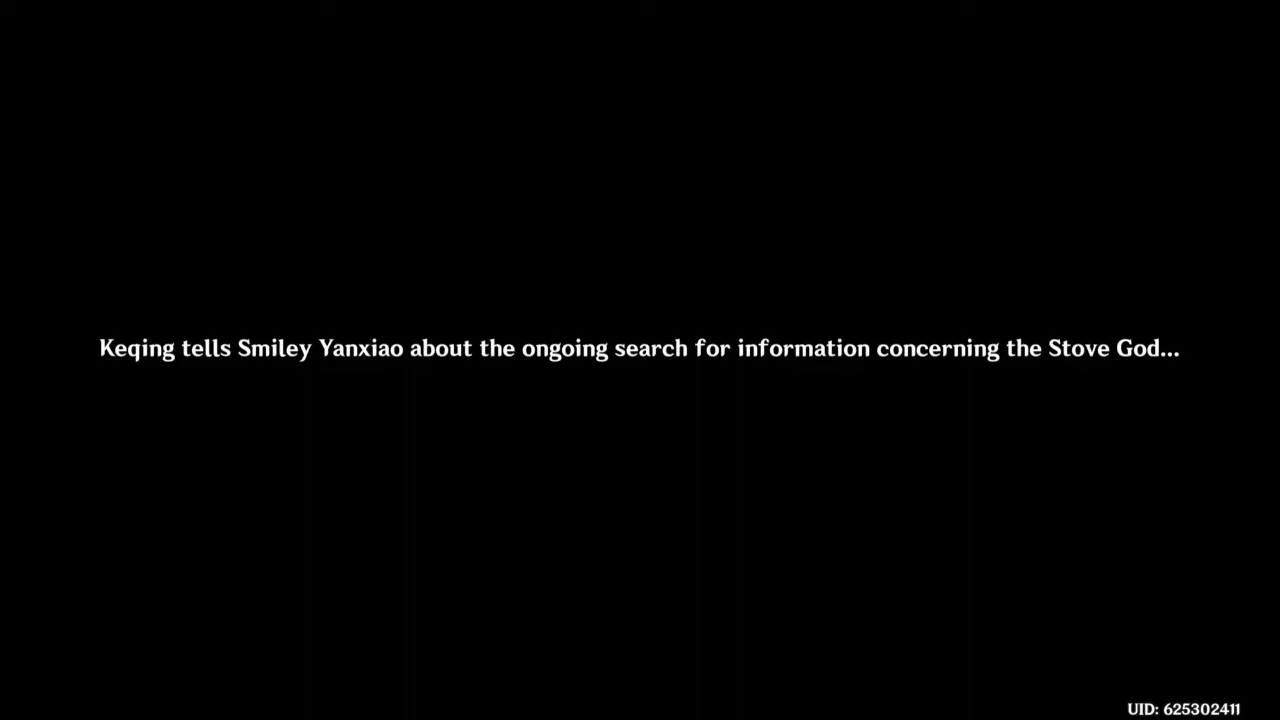 Keqing tells Smiley Yanxiao about the ongoing search for information concerning the Stove God...
UID: 625302411